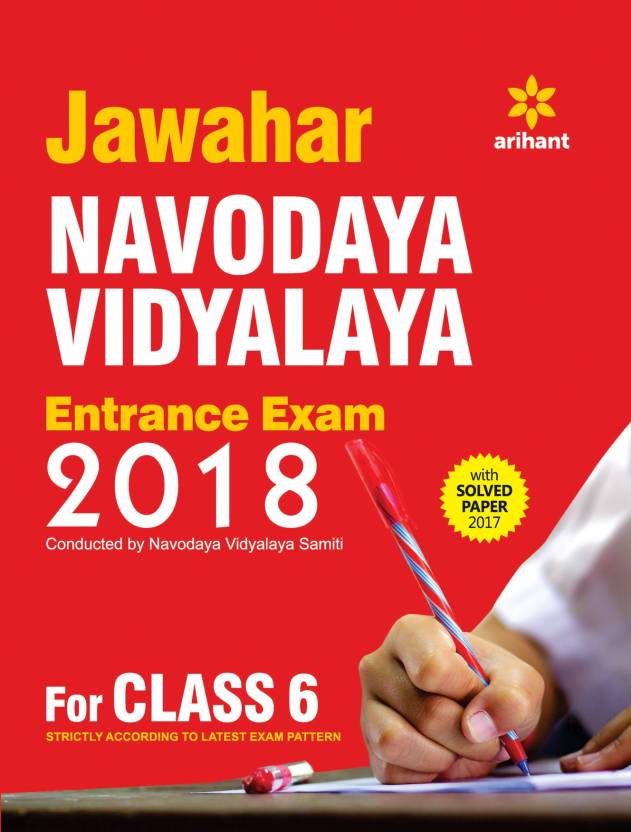 Jawahar
arihant
NAVODAYA
VIDYALAYA
Entrance Exam
2018
Conducted by Navodaya Vidyalaya Samiti
with
SOLVED
PAPER
2017
For CLASS 6
STRICTLY ACCORDING TO LATEST EXAM PATTERN